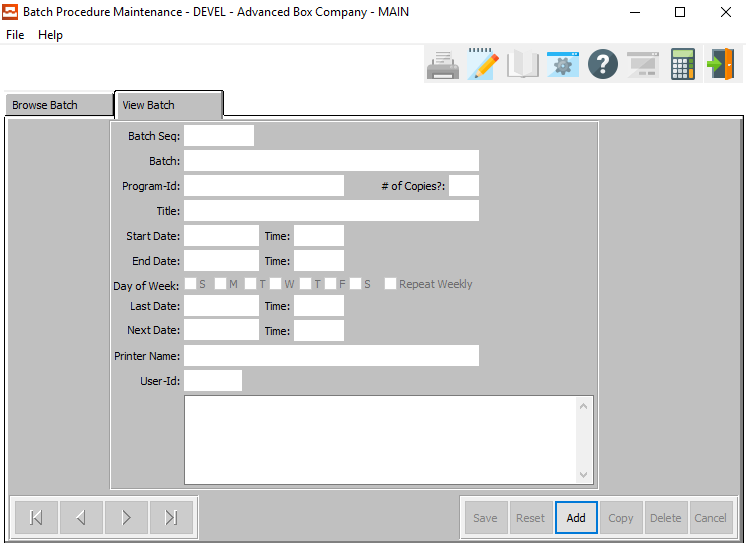 Batch Procedure Maintenance - DEVEL - Advanced Box Company - MAIN
File Help
?
Browse Batch View Batch
Batch Seq:
Batch:
Program-Id: # of Copies?:
Title:
Start Date: Time:
End Date: Time:
Day of Week: S M T W T F S Repeat Weekly
Last Date: Time:
Next Date: Time:
Printer Name:
User-Id:
Save Reset Add Copy Delete Cancel